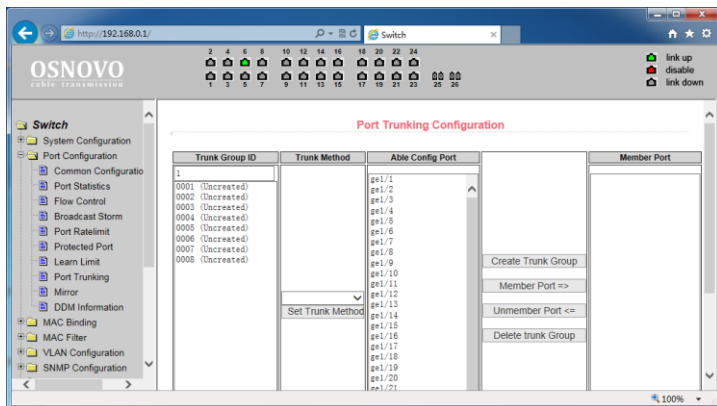 http://192.168.0.1/
Switch
2 4 6 8 10 12 14 16 18 20 22 24
1 3 5 7 9 11 13 15 17 19 21 23 25 26
OSNOVO
cable transmission
link up
disable
link down
Switch
System Configuration
Port Configuration
Common Configuratio
Port Statistics
Flow Control
Broadcast Storm
Port Ratelimit
Protected Port
Learn Limit
Port Trunking
Mirror
DDM Information
MAC Binding
MAC Filter
VLAN Configuration
SNMP Configuration
Port Trunking Configuration
Trunk Group ID
1
0001 (Uncreated)
0002 (Uncreated)
0003 (Uncreated)
0004 (Uncreated)
0005 (Uncreated)
0006 (Uncreated)
0007 (Uncreated)
0008 (Uncreated)
Trunk Method
Set Trunk Method
Able Config Port
ge1/1
ge1/2
ge1/3
ge1/4
ge1/5
ge1/6
ge1/7
ge1/8
ge1/9
ge1/10
ge1/11
ge1/12
ge1/13
ge1/14
ge1/15
ge1/16
ge1/17
ge1/18
ge1/19
ge1/20
ge1/21
Create Trunk Group
Member Port =>
Unmember Port <=
Delete trunk Group
Member Port
100%